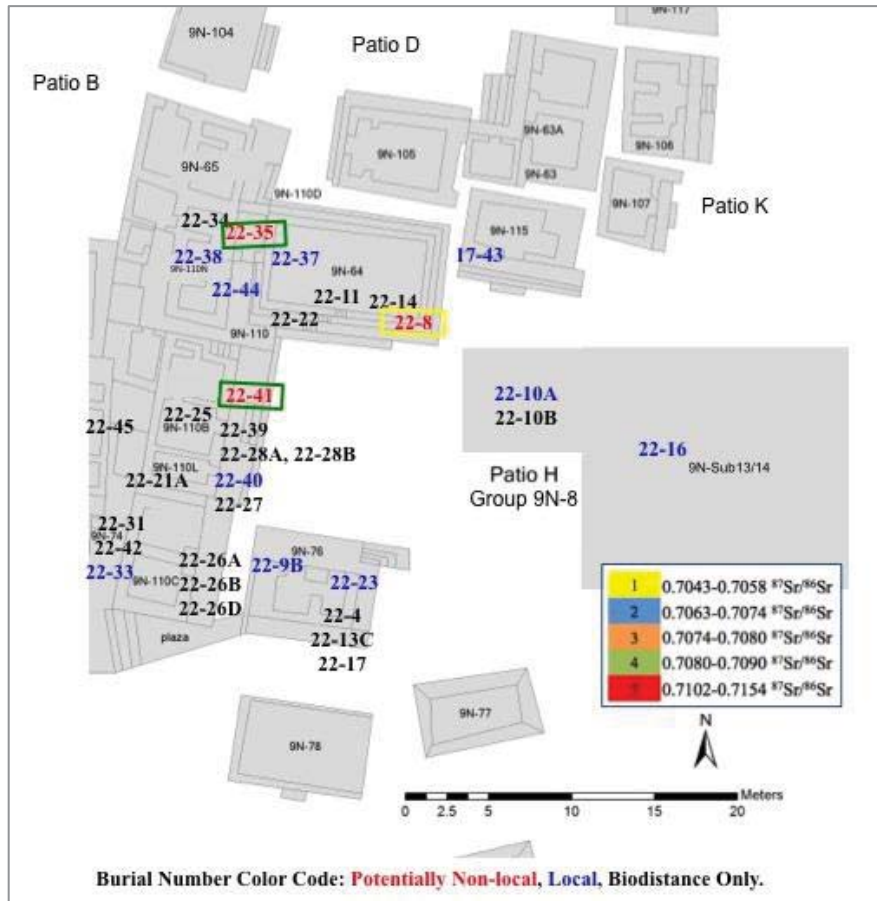 9N-117
9N-104
Patio D
Patio B
9N-63A
9N-106
9N-105
9N-65
9N-63
9N-107
9N-110D
Patio K
22-34
22-35
9N-115
22-38
22-37
17-43
9N-110N
9N-64
22-44
22-11
22-14
22-22
22-8
9N-110
22-41
22-10A
22-25
22-10B
22-45
9N-110B
22-39
22-16
22-28A, 22-28B
9N-110L
9N-Sub13/14
22-21A
22-40
Patio H
Group 9N-8
22-27
22-31
9N-74
22-42
9N-76
22-26A
22-9B
22-33
9N-110C
22-26B
22-23
22-26D
22-4
plaza
22-13C
22-17
1 0.7043-0.7058 ⁸⁷Sr/⁸⁶Sr
2 0.7063-0.7074 ⁸⁷Sr/⁸⁶Sr
3 0.7074-0.7080 ⁸⁷Sr/⁸⁶Sr
4 0.7080-0.7090 ⁸⁷Sr/⁸⁶Sr
0.7102-0.7154 ⁸⁷Sr/⁸⁶Sr
9N-77
N
9N-78
Meters
0 2.5 5 10 15 20
Burial Number Color Code: Potentially Non-local, Local, Biodistance Only.